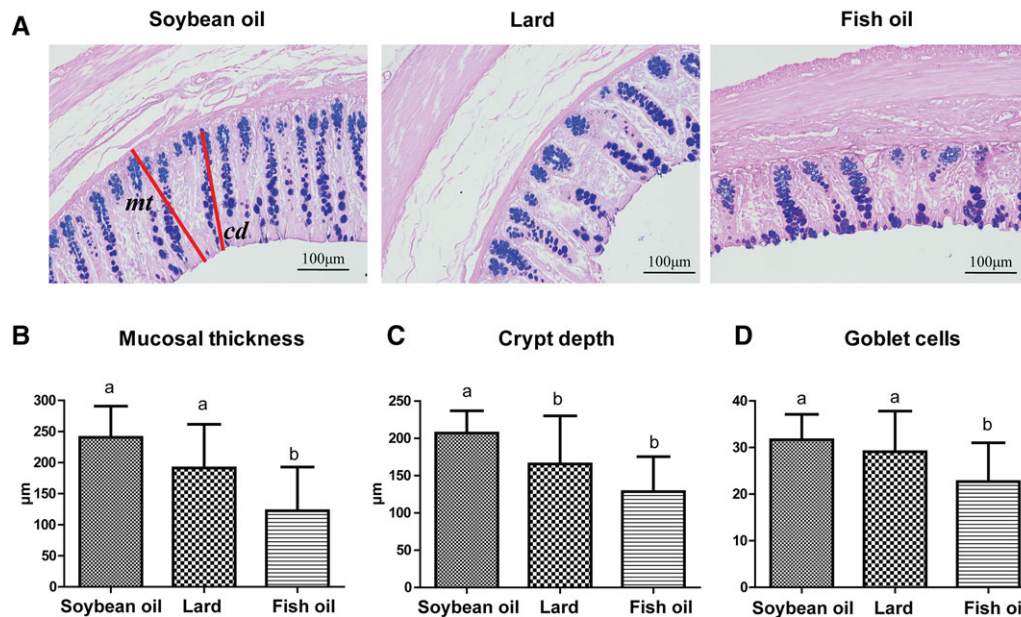 A
Soybean oil
Lard
Fish oil
mt
cd
100μm
100μm
100μm
B
Mucosal thickness
μm
300
250
200
150
100
50
0
a
a
b
Soybean oil
Lard
Fish oil
C
Crypt depth
μm
250
200
150
100
50
0
a
b
b
Soybean oil
Lard
Fish oil
D
Goblet cells
40
30
20
10
0
a
a
b
Soybean oil
Lard
Fish oil